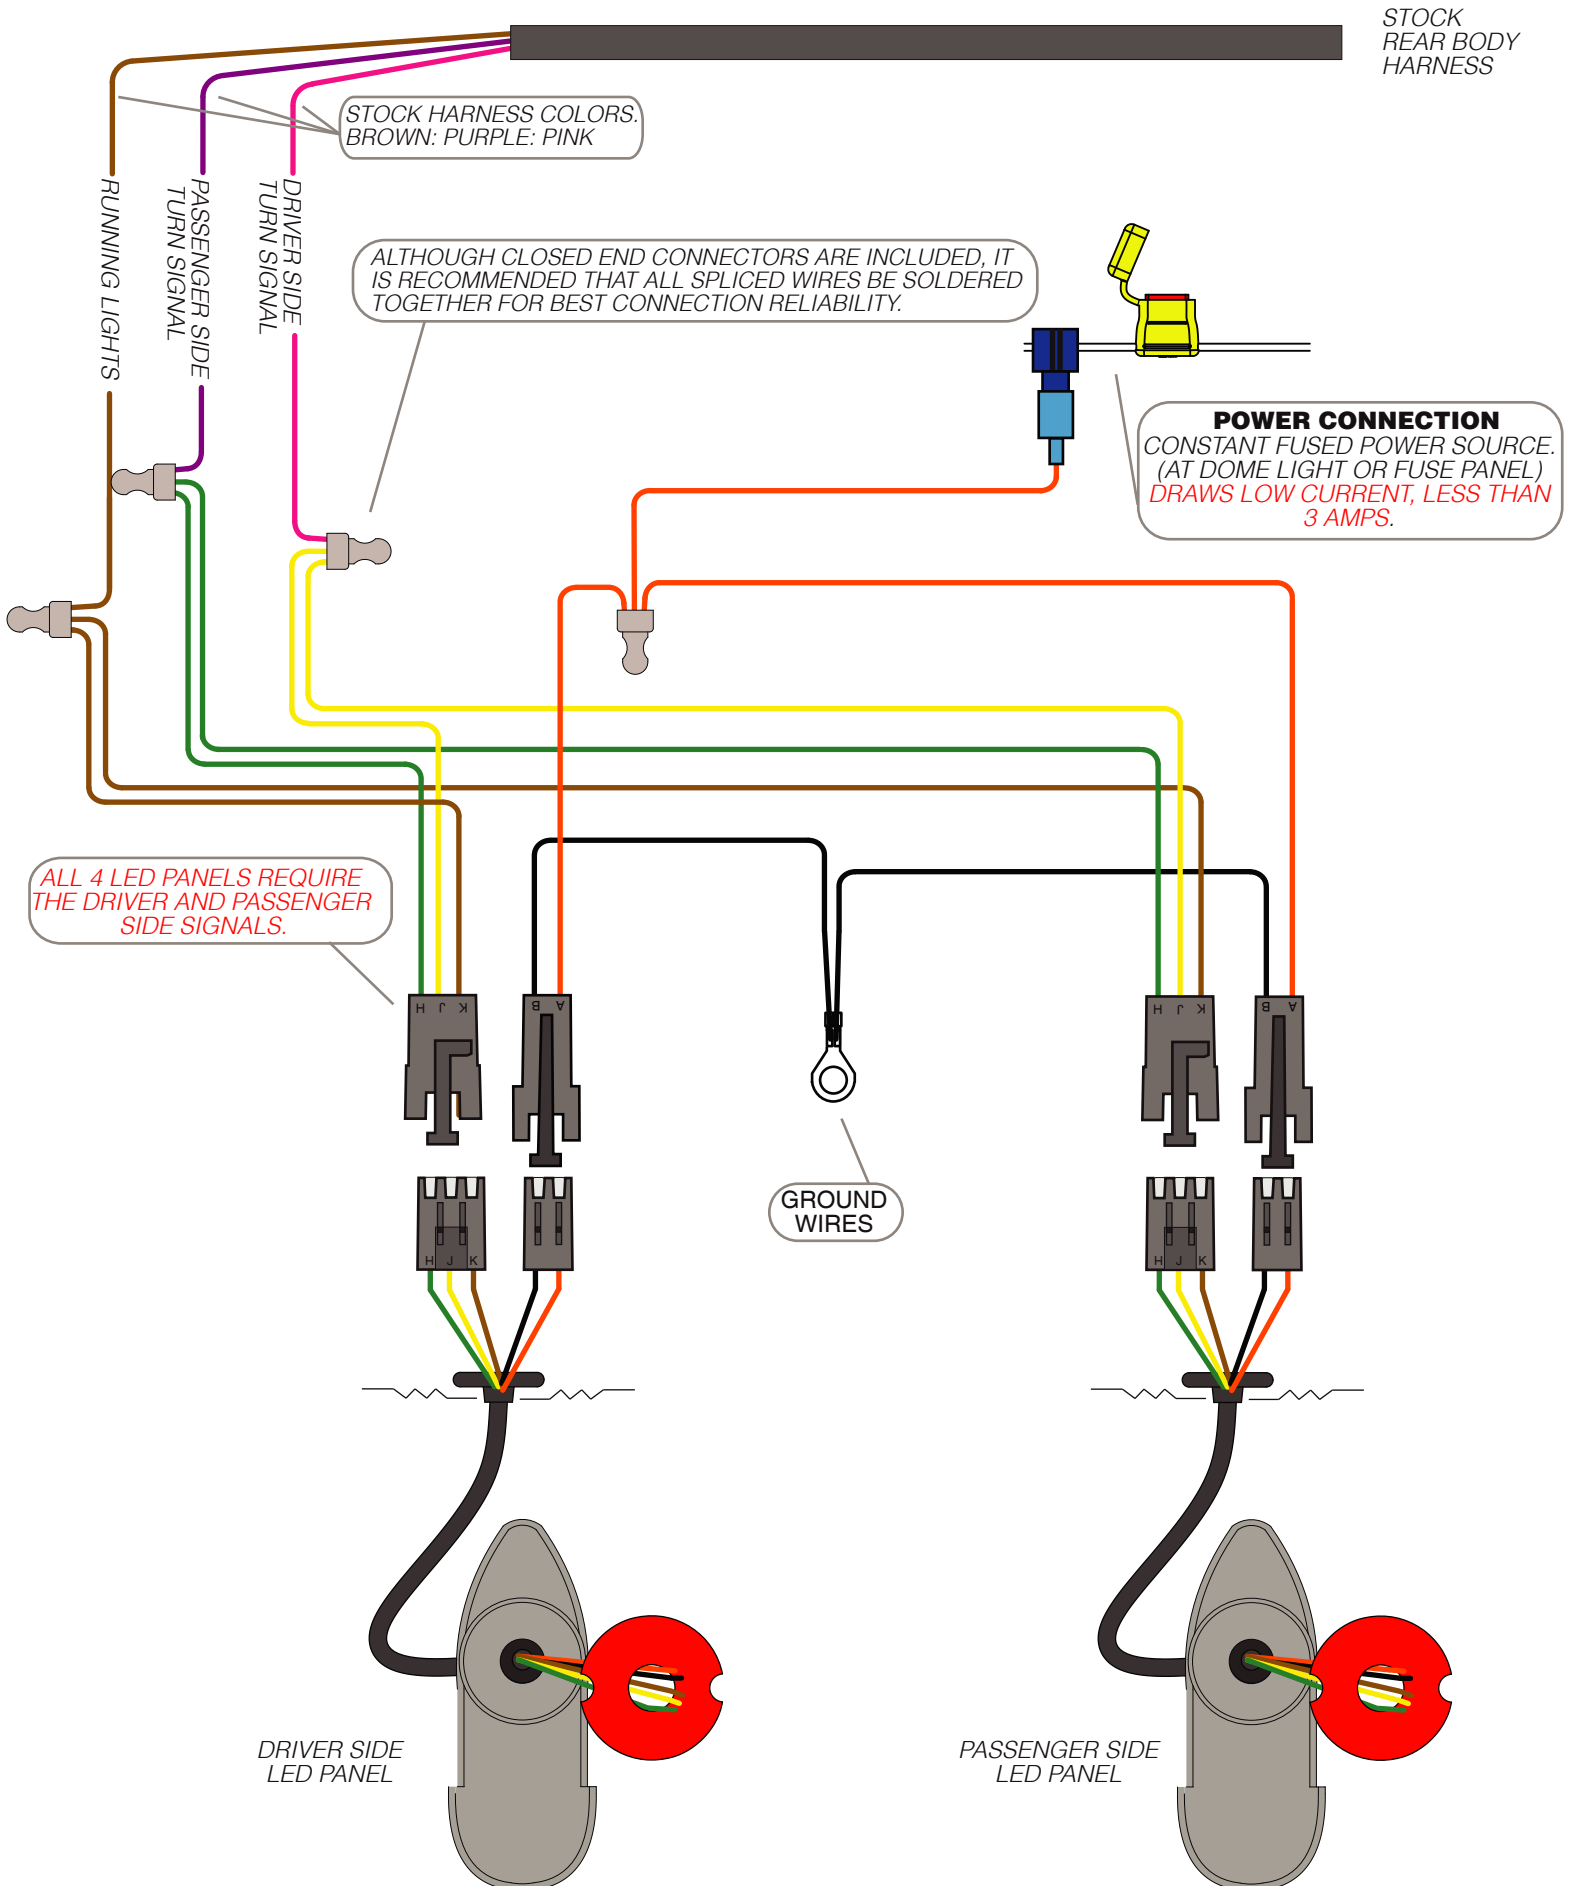 STOCK
REAR BODY
HARNESS
STOCK HARNESS COLORS.
BROWN: PURPLE: PINK
RUNNING LIGHTS
PASSENGER SIDE
TURN SIGNAL
DRIVER SIDE
TURN SIGNAL
ALTHOUGH CLOSED END CONNECTORS ARE INCLUDED, IT
IS RECOMMENDED THAT ALL SPLICED WIRES BE SOLDERED
TOGETHER FOR BEST CONNECTION RELIABILITY.
POWER CONNECTION
CONSTANT FUSED POWER SOURCE.
(AT DOME LIGHT OR FUSE PANEL)
DRAWS LOW CURRENT, LESS THAN
3 AMPS.
ALL 4 LED PANELS REQUIRE
THE DRIVER AND PASSENGER
SIDE SIGNALS.
H J K
B A
H J K
B A
GROUND
WIRES
H J K
H J K
DRIVER SIDE
LED PANEL
PASSENGER SIDE
LED PANEL